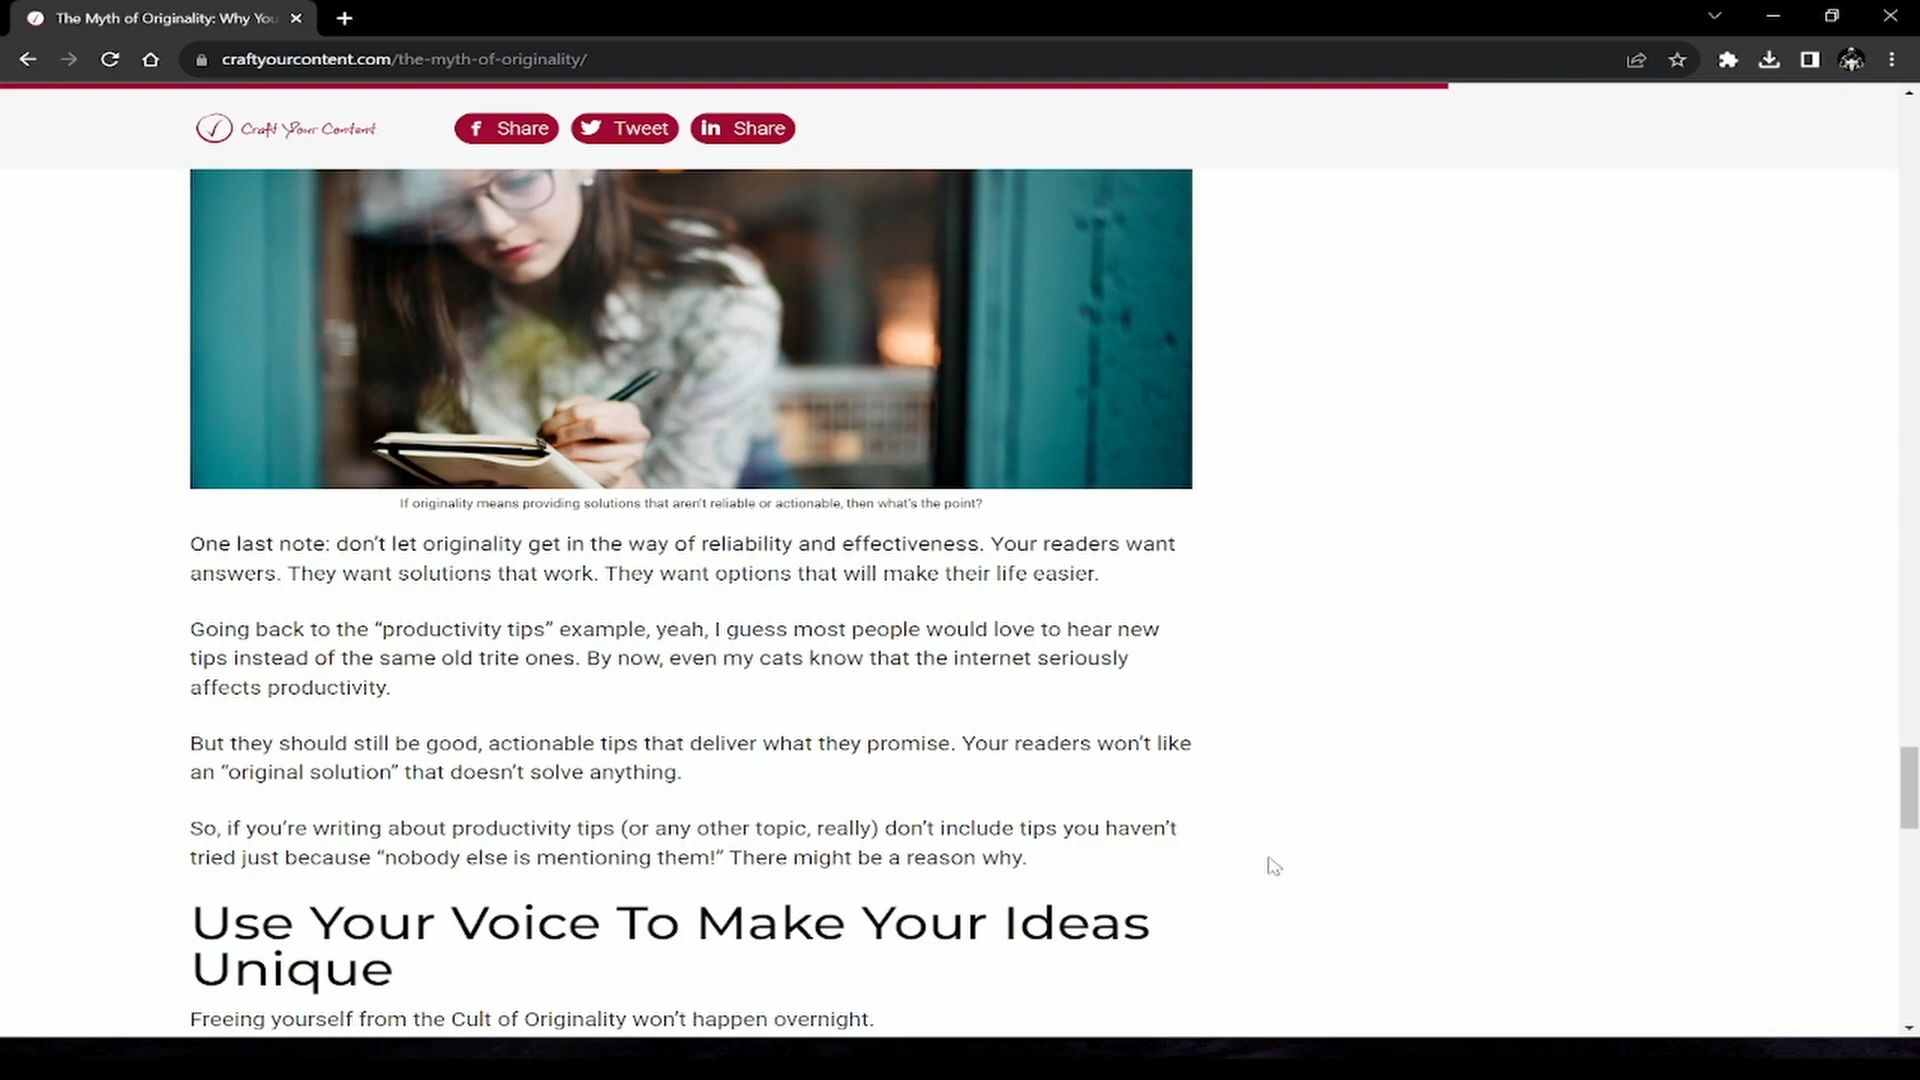 The Myth of Originality: Why You
craftyourcontent.com/the-myth-of-originality/
Craft Your Content
Share
Tweet
Share
If originality means providing solutions that aren't reliable or actionable, then what's the point?
One last note: don’t let originality get in the way of reliability and effectiveness. Your readers want
answers. They want solutions that work. They want options that will make their life easier.
Going back to the “productivity tips” example, yeah, I guess most people would love to hear new
tips instead of the same old trite ones. By now, even my cats know that the internet seriously
affects productivity.
But they should still be good, actionable tips that deliver what they promise. Your readers won’t like
an “original solution” that doesn’t solve anything.
So, if you’re writing about productivity tips (or any other topic, really) don’t include tips you haven’t
tried just because “nobody else is mentioning them!” There might be a reason why.
Use Your Voice To Make Your Ideas
Unique
Freeing yourself from the Cult of Originality won’t happen overnight.